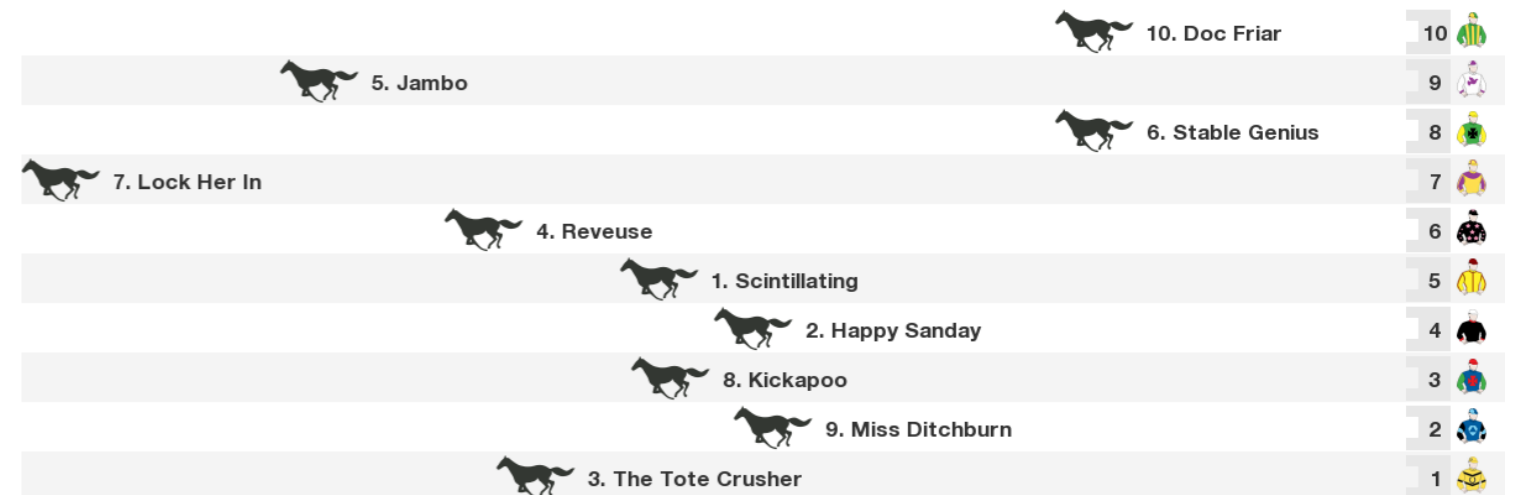 10. Doc Friar 10
5. Jambo 9
6. Stable Genius 8
7. Lock Her In 7
4. Reveuse 6
1. Scintillating 5
2. Happy Sanday 4
8. Kickapoo 3
9. Miss Ditchburn 2
3. The Tote Crusher 1